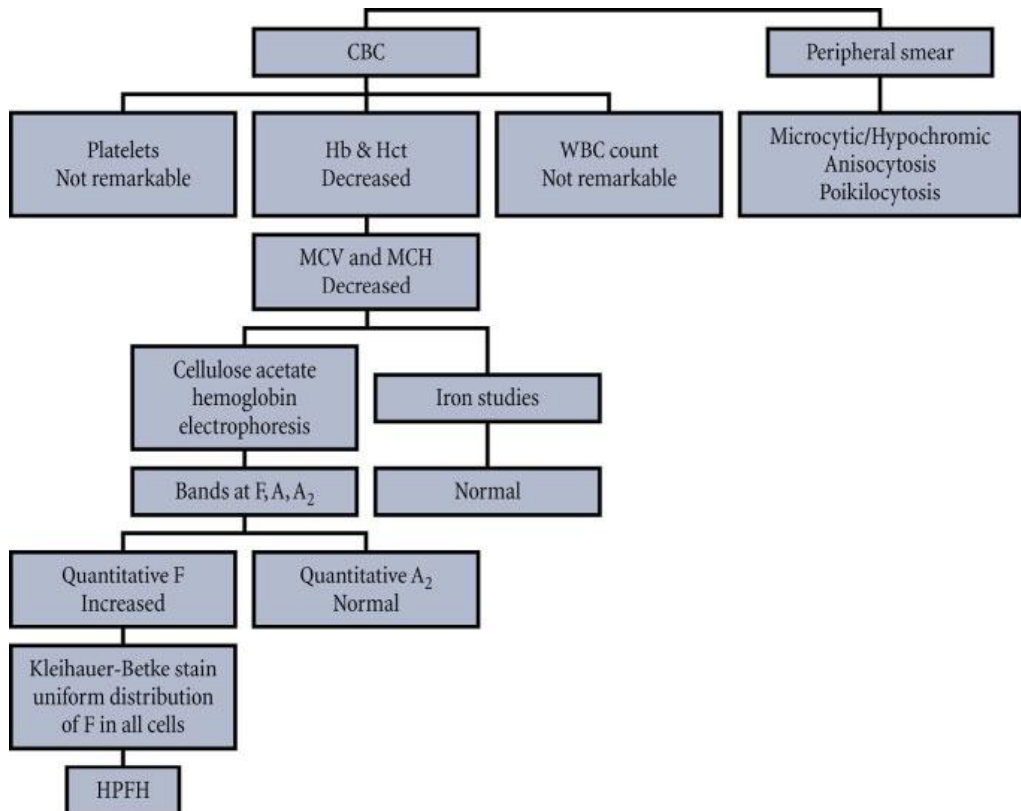 CBC
Peripheral smear
Platelets
Not remarkable
Hb & Hct
Decreased
WBC count
Not remarkable
Microcytic/Hypochromic
Anisocytosis
Poikilocytosis
MCV and MCH
Decreased
Cellulose acetate
hemoglobin
electrophoresis
Iron studies
Bands at F, A, A₂
Normal
Quantitative F
Increased
Quantitative A₂
Normal
Kleihauer-Betke stain
uniform distribution
of F in all cells
HPFH